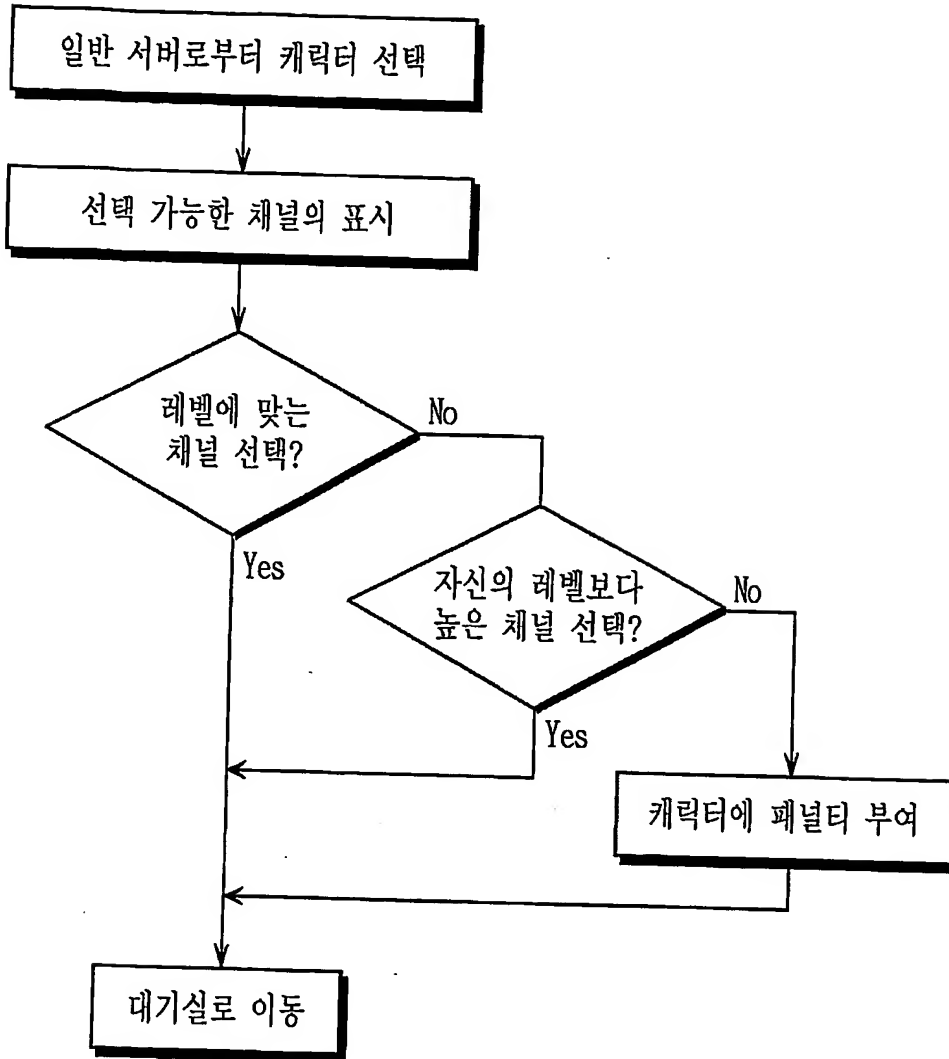 일반 서버로부터 캐릭터 선택
선택 가능한 채널의 표시
레벨에 맞는
채널 선택?
No
Yes
자신의 레벨보다
높은 채널 선택?
No
Yes
캐릭터에 패널티 부여
대기실로 이동